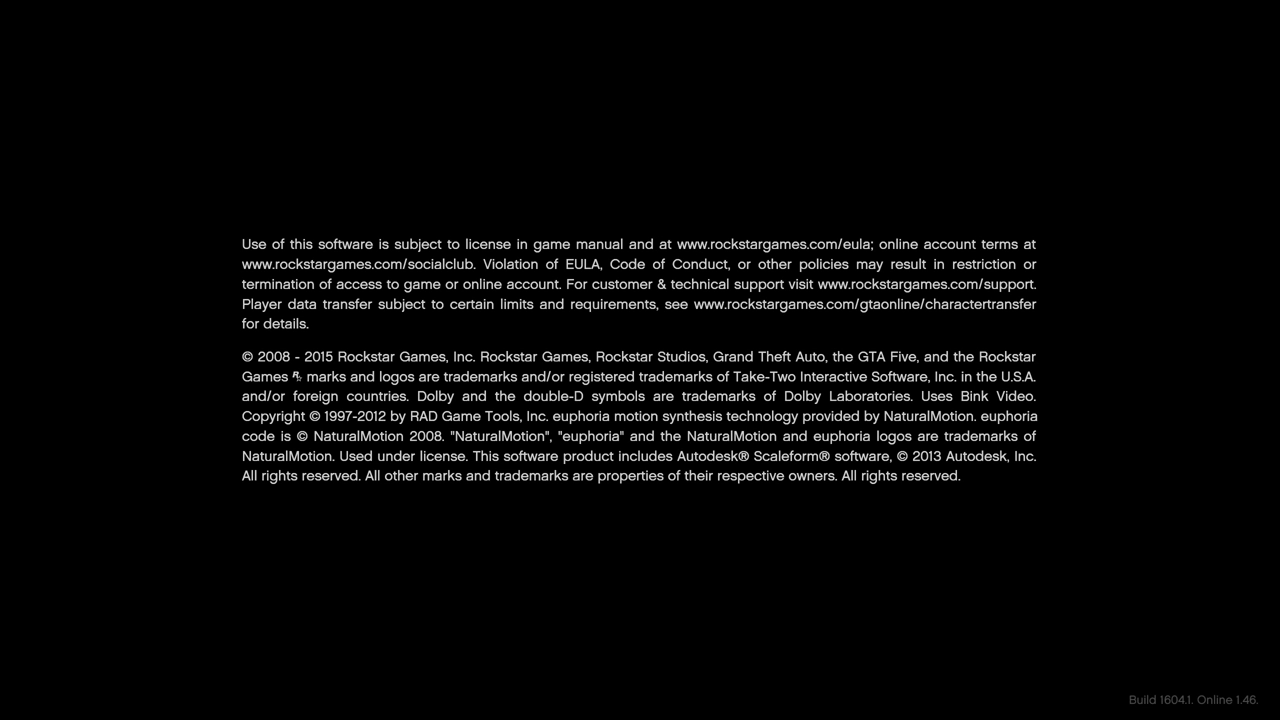 Use of this software is subject to license in game manual and at www.rockstargames.com/eula; online account terms at
www.rockstargames.com/socialclub. Violation of EULA, Code of Conduct, or other policies may result in restriction or
termination of access to game or online account. For customer & technical support visit www.rockstargames.com/support.
Player data transfer subject to certain limits and requirements, see www.rockstargames.com/gtaonline/charactertransfer
for details.
© 2008 - 2015 Rockstar Games, Inc. Rockstar Games, Rockstar Studios, Grand Theft Auto, the GTA Five, and the Rockstar
Games R* marks and logos are trademarks and/or registered trademarks of Take-Two Interactive Software, Inc. in the U.S.A.
and/or foreign countries. Dolby and the double-D symbols are trademarks of Dolby Laboratories. Uses Bink Video.
Copyright © 1997-2012 by RAD Game Tools, Inc. euphoria motion synthesis technology provided by NaturalMotion. euphoria
code is © NaturalMotion 2008. "NaturalMotion", "euphoria" and the NaturalMotion and euphoria logos are trademarks of
NaturalMotion. Used under license. This software product includes Autodesk® Scaleform® software, © 2013 Autodesk, Inc.
All rights reserved. All other marks and trademarks are properties of their respective owners. All rights reserved.
Build 1604.1. Online 1.46.